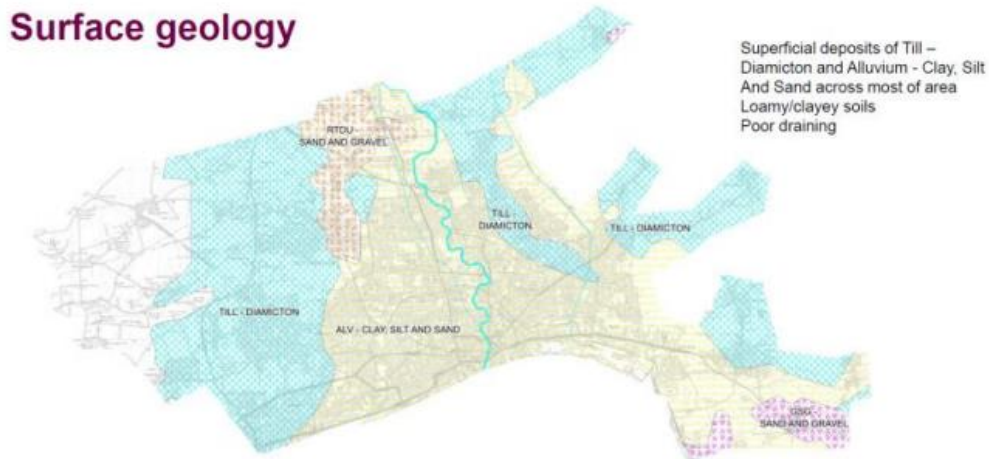 Surface geology
Superficial deposits of Till –
Diamicton and Alluvium - Clay, Silt
And Sand across most of area
Loamy/clayey soils
Poor draining
RTDU -
SAND AND GRAVEL
TILL
DIAMICTON
TILL - DIAMICTON
TILL - DIAMICTON
ALV - CLAY, SILT AND SAND
GSG
SAND AND GRAVEL